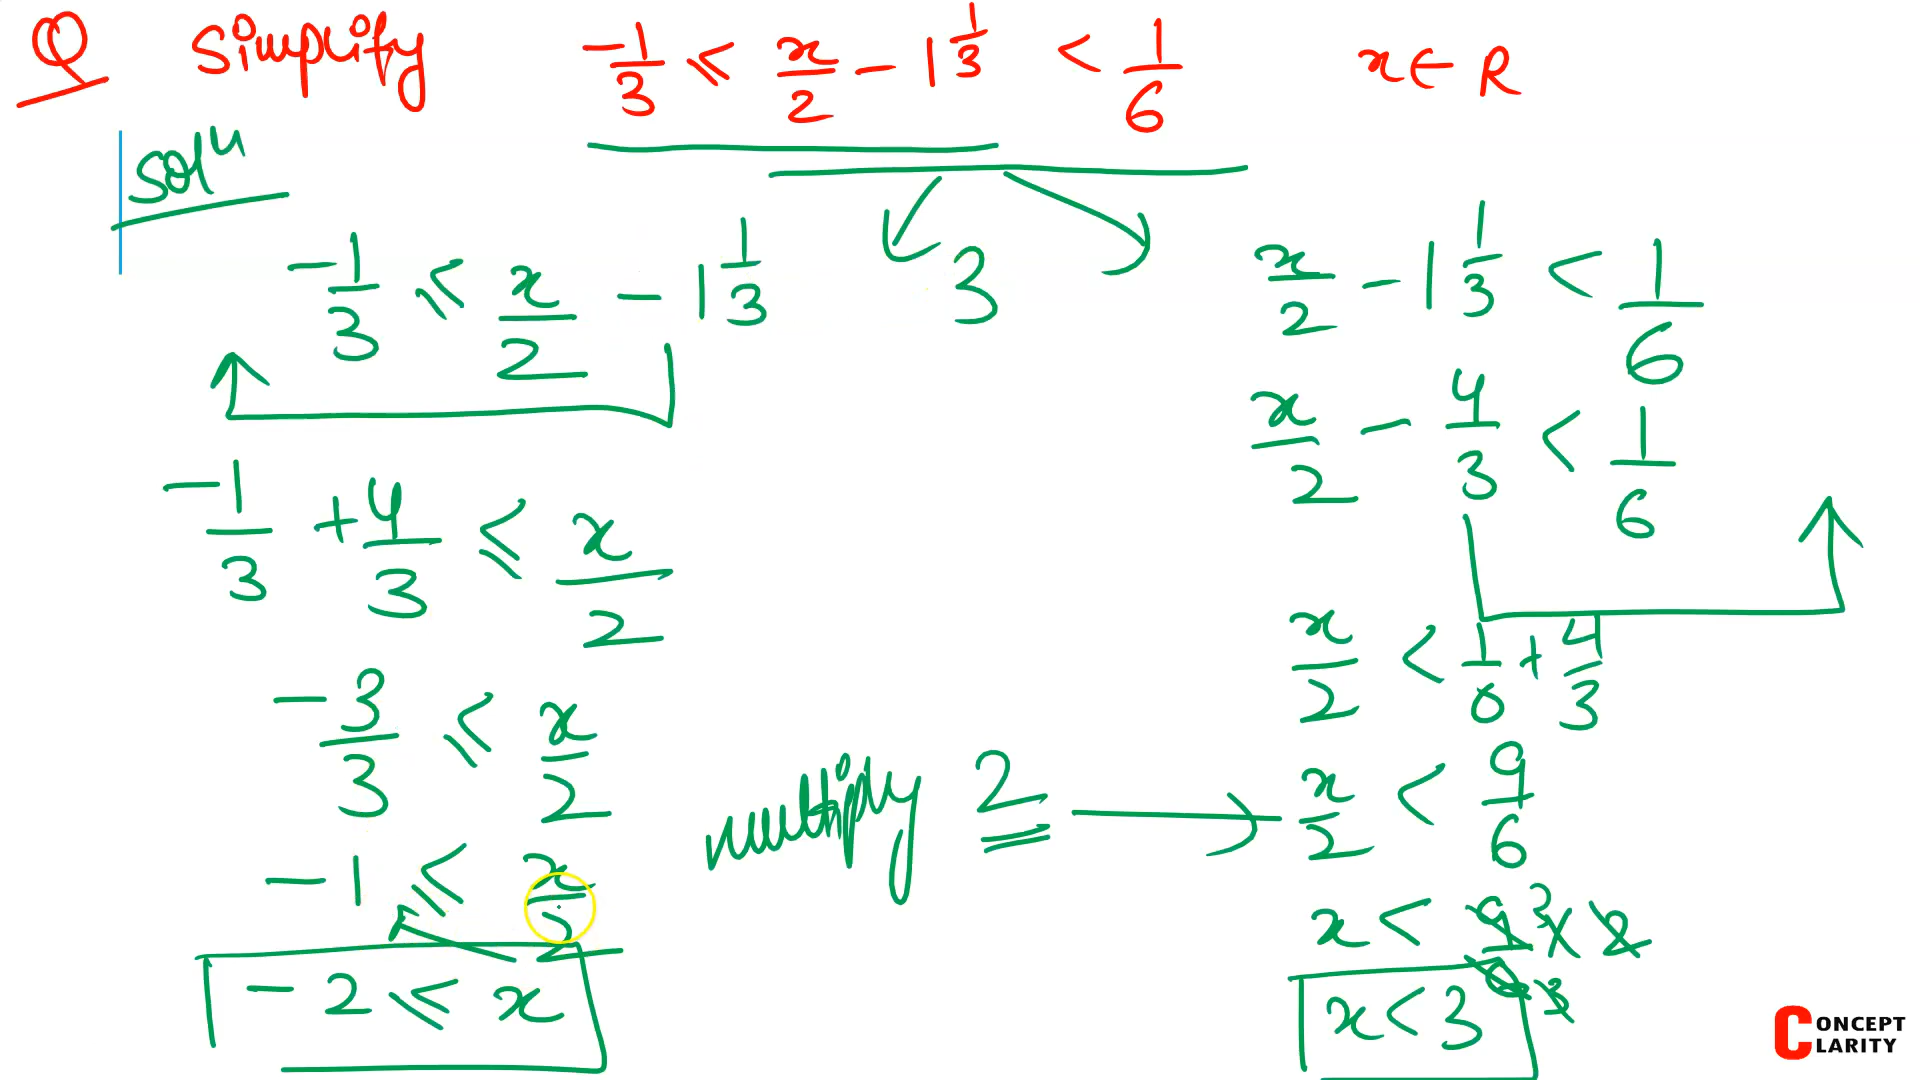 Q Simplify -1/3 ≤ x/2 - 1 1/3 < 1/6 x ∈ R
Solⁿ
-1/3 ≤ x/2 - 1 1/3
3
-1/3 + 4/3 ≤ x/2
-3/3 ≤ x/2
-1 ≤ x/2
-2 ≤ x
multiply 2
x/2 - 1 1/3 < 1/6
x/2 - 4/3 < 1/6
x/2 < 1/6 + 4/3
x/2 < 9/6
x < 9/6 3 × 2 3
x < 3
CONCEPT
CLARITY